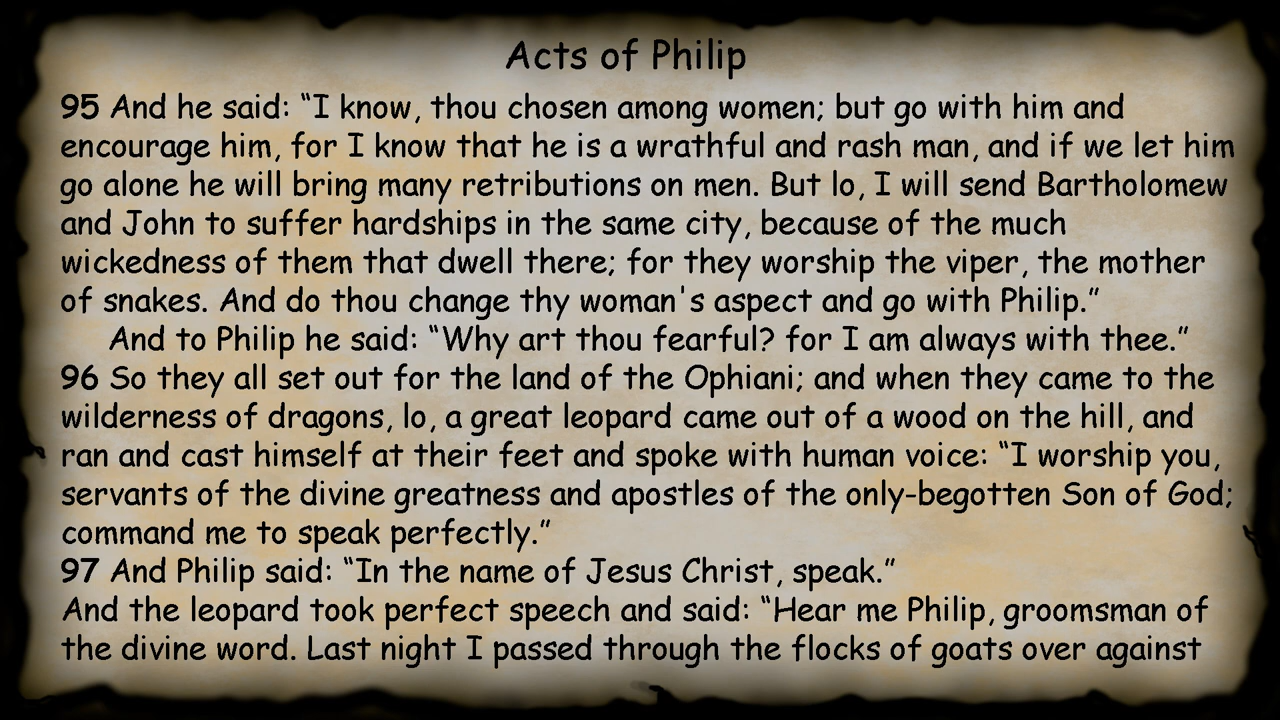 Acts of Philip
95 And he said: “I know, thou chosen among women; but go with him and
encourage him, for I know that he is a wrathful and rash man, and if we let him
go alone he will bring many retributions on men. But lo, I will send Bartholomew
and John to suffer hardships in the same city, because of the much
wickedness of them that dwell there; for they worship the viper, the mother
of snakes. And do thou change thy woman's aspect and go with Philip.”
And to Philip he said: “Why art thou fearful? for I am always with thee.”
96 So they all set out for the land of the Ophiani; and when they came to the
wilderness of dragons, lo, a great leopard came out of a wood on the hill, and
ran and cast himself at their feet and spoke with human voice: “I worship you,
servants of the divine greatness and apostles of the only-begotten Son of God;
command me to speak perfectly.”
97 And Philip said: “In the name of Jesus Christ, speak.”
And the leopard took perfect speech and said: “Hear me Philip, groomsman of
the divine word. Last night I passed through the flocks of goats over against